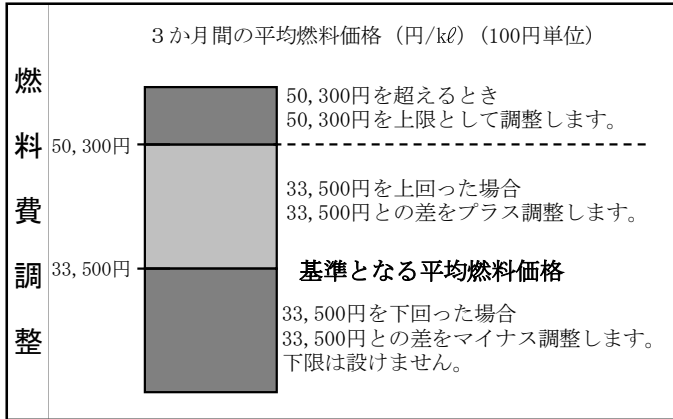 ３か月間の平均燃料価格（円/kℓ）(100円単位)
燃料費調整
50,300円を超えるとき
50,300円を上限として調整します。
50,300円
33,500円を上回った場合
33,500円との差をプラス調整します。
33,500円
基準となる平均燃料価格
33,500円を下回った場合
33,500円との差をマイナス調整します。
下限は設けません。